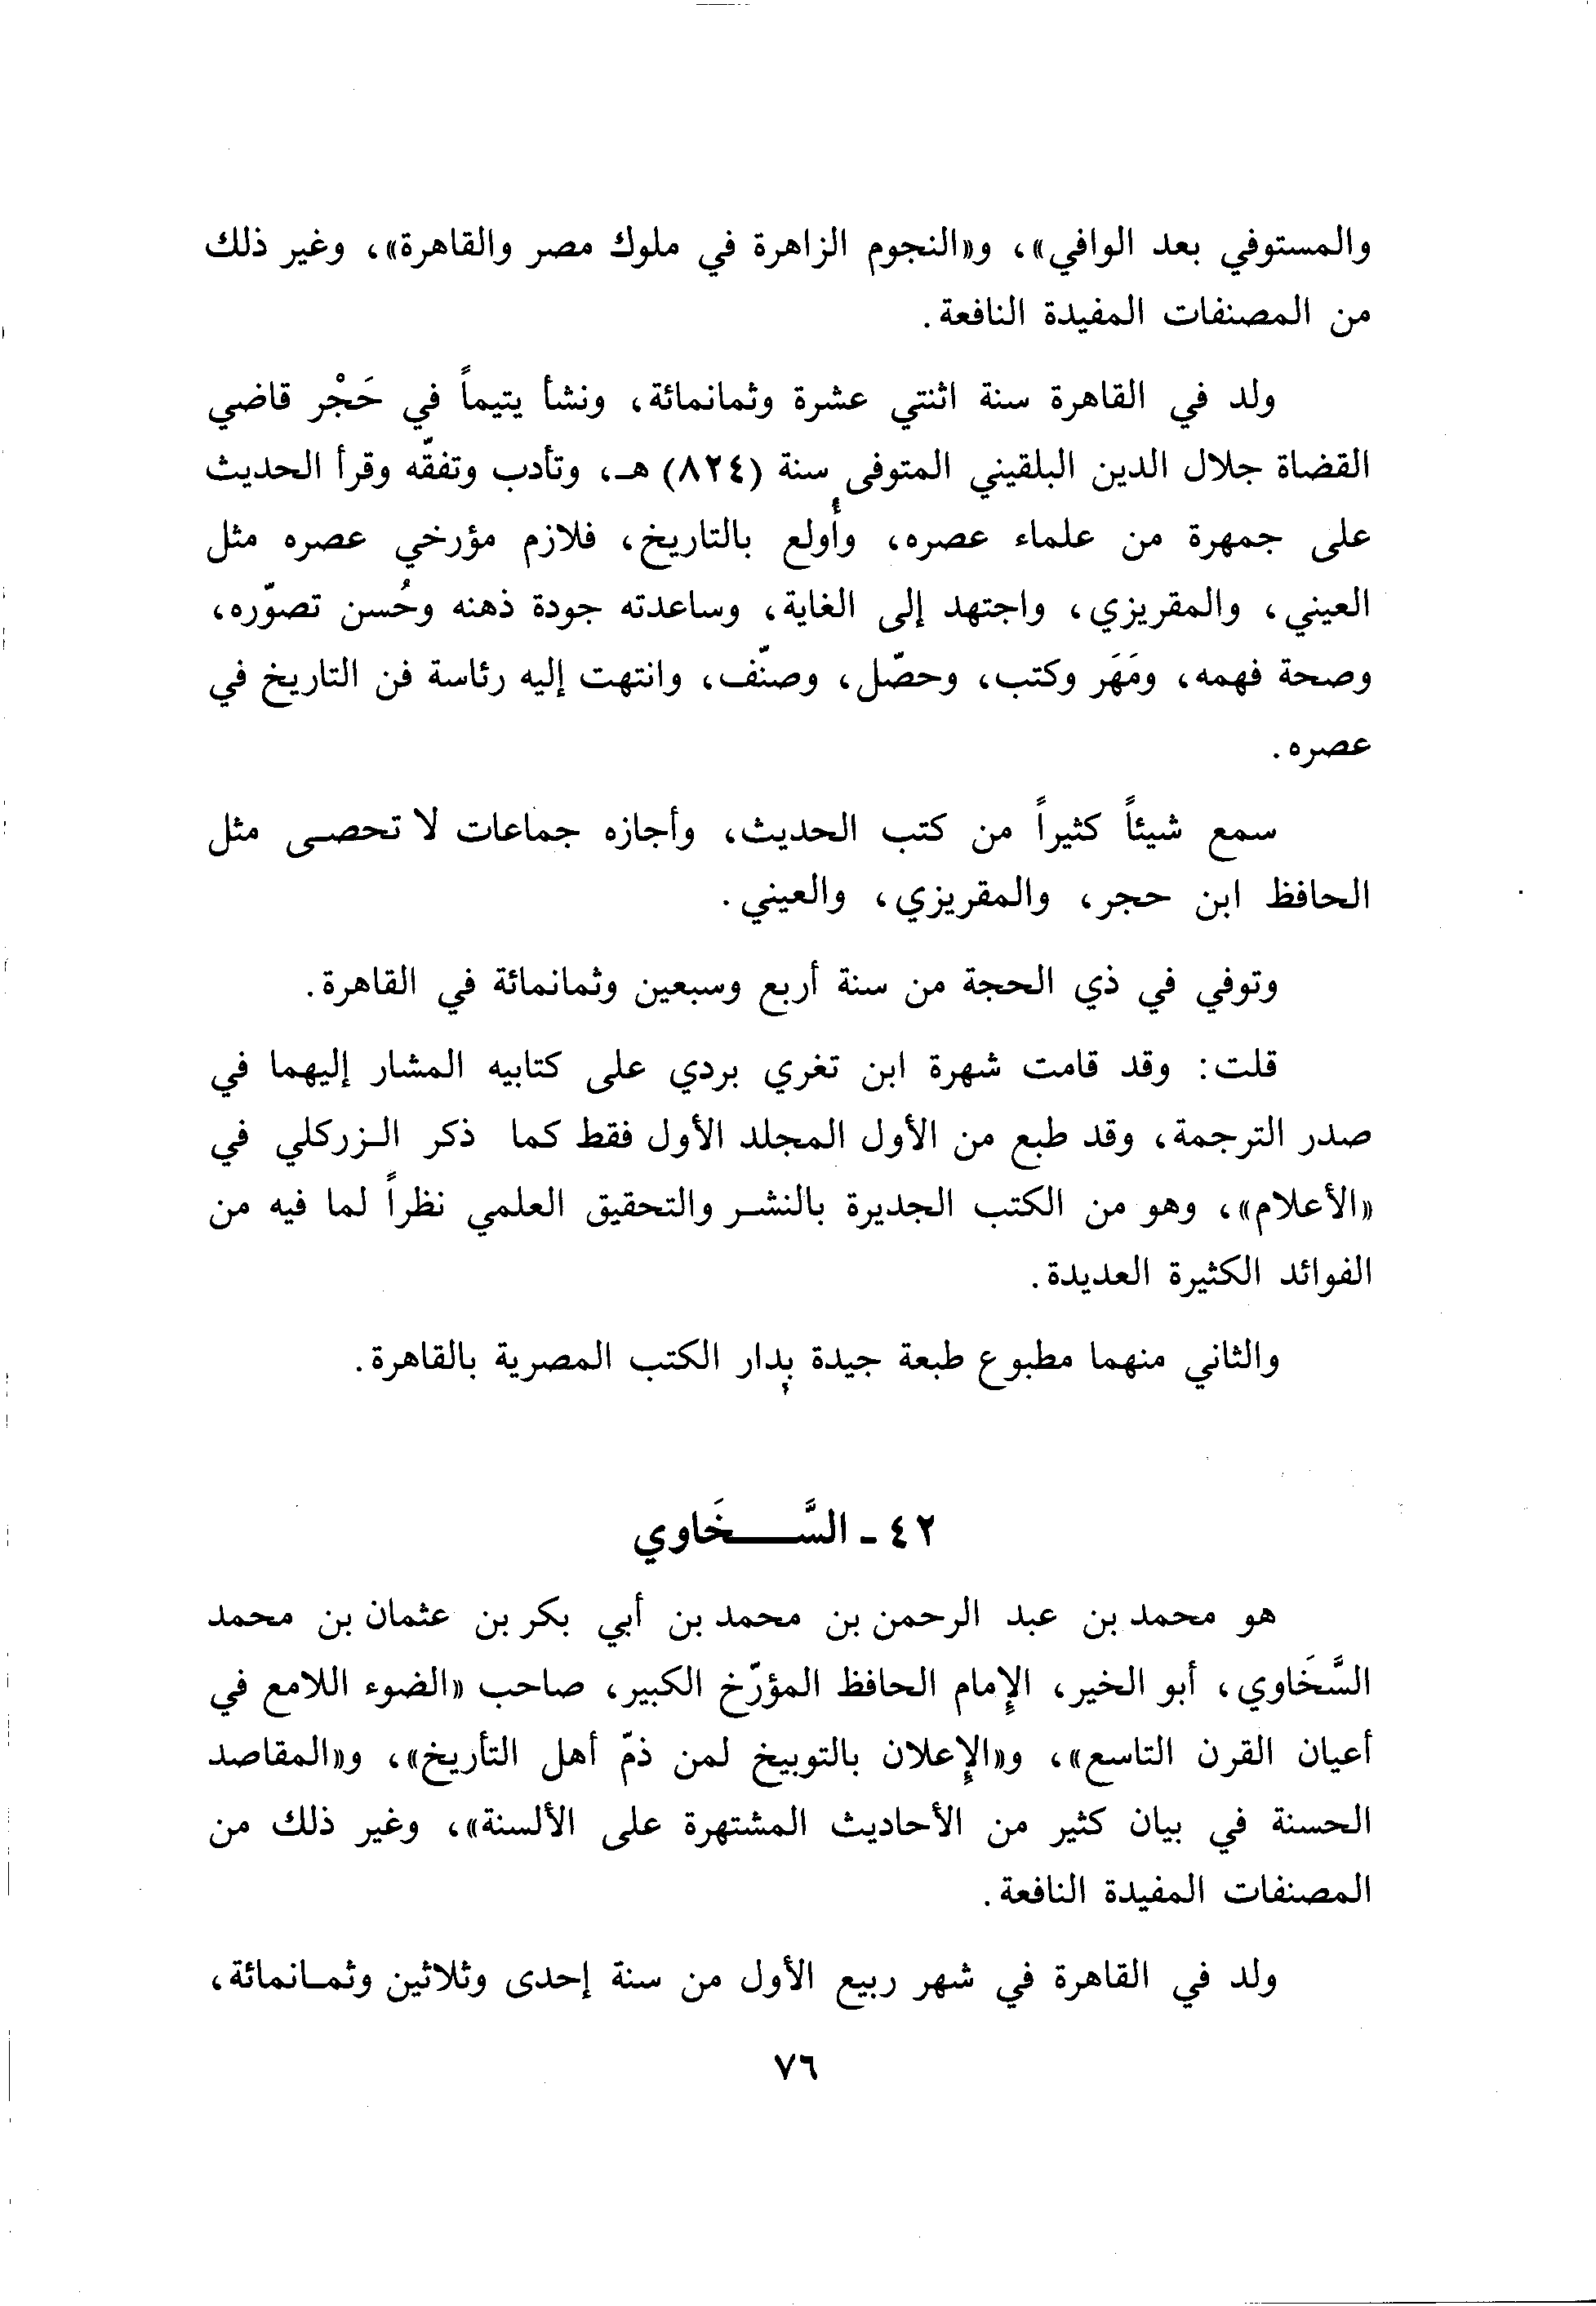 والمستوفي بعد الوافي»، و«النجوم الزاهرة في ملوك مصر والقاهرة»، وغير ذلك
من المصنفات المفيدة النافعة.
ولد في القاهرة سنة اثنتي عشرة وثمانمائة، ونشأ يتيماً في حَجْر قاضي
القضاة جلال الدين البلقيني المتوفى سنة (٨٢٤) هـ، وتأدب وتفقّه وقرأ الحديث
على جمهرة من علماء عصره، وأُولع بالتاريخ، فلازم مؤرخي عصره مثل
العيني، والمقريزي، واجتهد إلى الغاية، وساعدته جودة ذهنه وحُسن تصوّره،
وصحة فهمه، ومَهَر وكتب، وحصّل، وصنّف، وانتهت إليه رئاسة فن التاريخ في
عصره.
سمع شيئاً كثيراً من كتب الحديث، وأجازه جماعات لا تحصى مثل
الحافظ ابن حجر، والمقريزي، والعيني.
وتوفي في ذي الحجة من سنة أربع وسبعين وثمانمائة في القاهرة.
قلت: وقد قامت شهرة ابن تغري بردي على كتابيه المشار إليهما في
صدر الترجمة، وقد طبع من الأول المجلد الأول فقط كما ذكر الزركلي في
«الأعلام»، وهو من الكتب الجديرة بالنشر والتحقيق العلمي نظراً لما فيه من
الفوائد الكثيرة العديدة.
والثاني منهما مطبوع طبعة جيدة بدار الكتب المصرية بالقاهرة.
٤٢ - السَّخَاوي
هو محمد بن عبد الرحمن بن محمد بن أبي بكر بن عثمان بن محمد
السَّخَاوي، أبو الخير، الإمام الحافظ المؤرّخ الكبير، صاحب «الضوء اللامع في
أعيان القرن التاسع»، و«الإعلان بالتوبيخ لمن ذمّ أهل التأريخ»، و«المقاصد
الحسنة في بيان كثير من الأحاديث المشتهرة على الألسنة»، وغير ذلك من
المصنفات المفيدة النافعة.
ولد في القاهرة في شهر ربيع الأول من سنة إحدى وثلاثين وثمانمائة،
٧٦